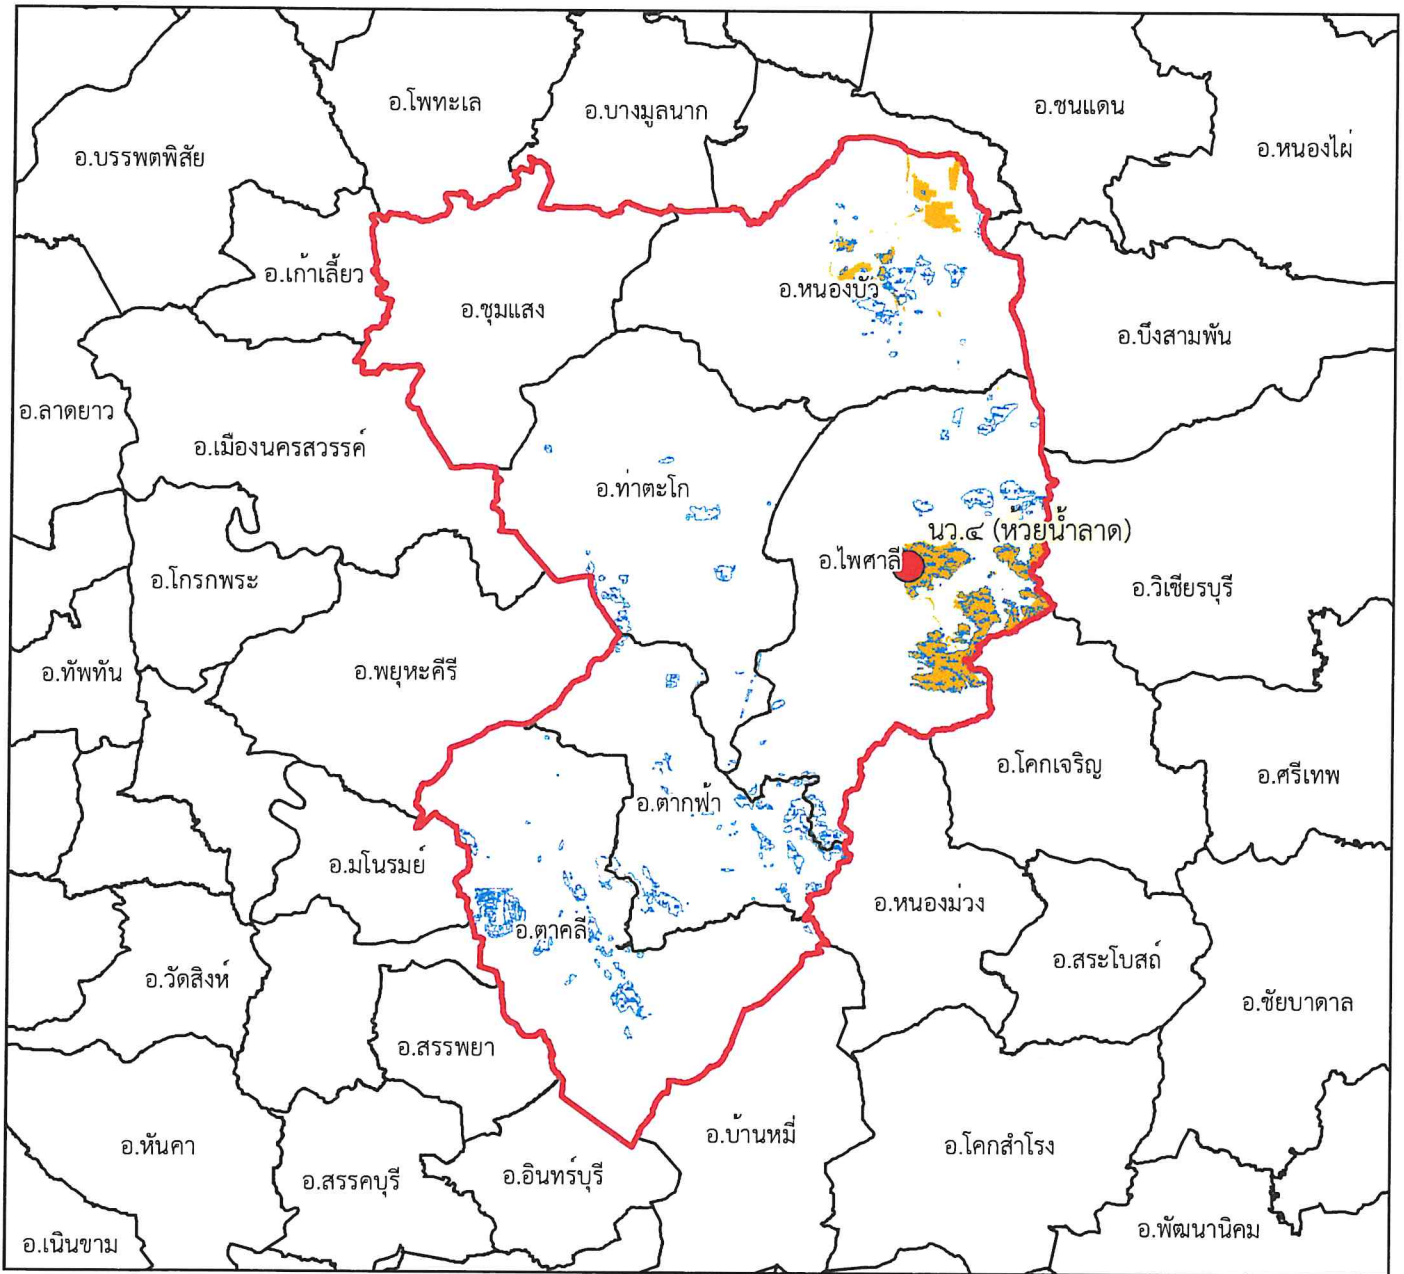 อ.โพทะเล
อ.บางมูลนาก
อ.ชนแดน
อ.หนองไผ่
อ.บรรพตพิสัย
อ.เก้าเลี้ยว
อ.ชุมแสง
อ.หนองบัว
อ.บึงสามพัน
อ.ลาดยาว
อ.เมืองนครสวรรค์
อ.ท่าตะโก
นว.๔ (ห้วยน้ำลาด)
อ.ไพศาลี
อ.โกรกพระ
อ.วิเชียรบุรี
อ.ทัพทัน
อ.พยุหะคีรี
อ.โคกเจริญ
อ.ศรีเทพ
อ.ตากฟ้า
อ.มโนรมย์
อ.หนองม่วง
อ.ตาคลี
อ.วัดสิงห์
อ.สระโบสถ์
อ.ชัยบาดาล
อ.สรรพยา
อ.หันคา
อ.บ้านหมี่
อ.โคกสำโรง
อ.สรรคบุรี
อ.อินทร์บุรี
อ.เนินขาม
อ.พัฒนานิคม